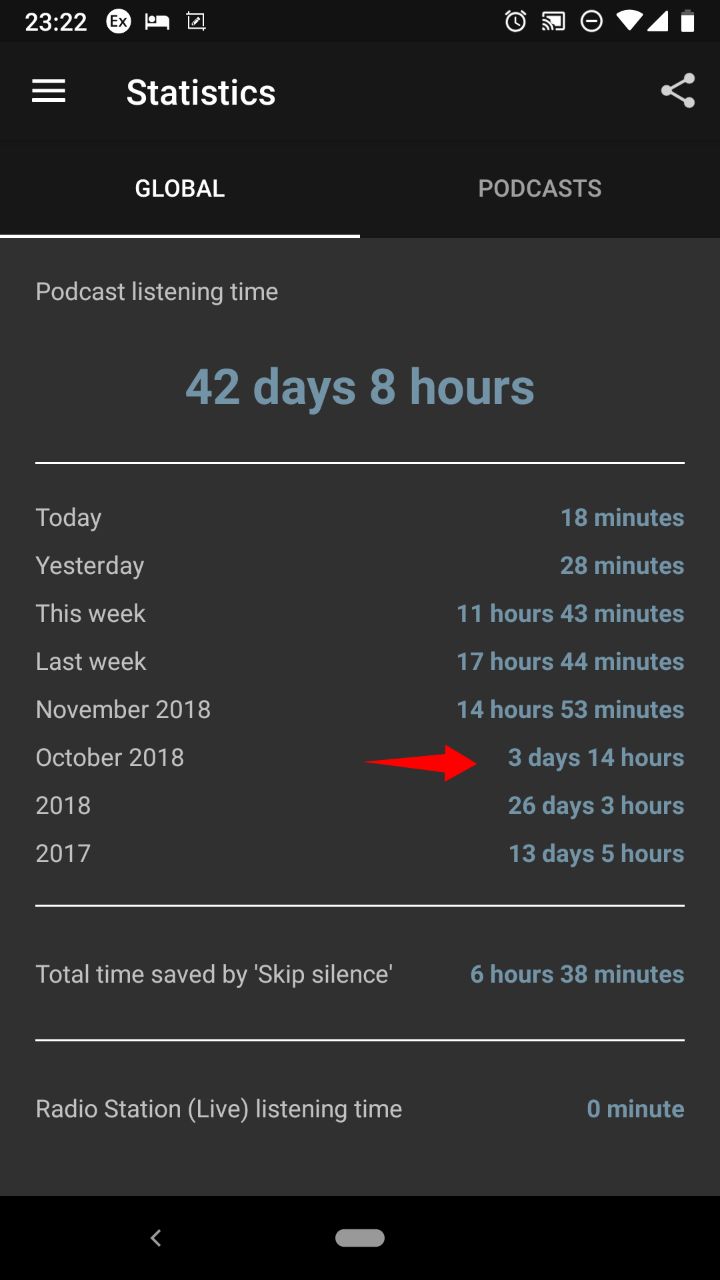 23:22 Ex
Statistics
GLOBAL PODCASTS
Podcast listening time
42 days 8 hours
Today 18 minutes
Yesterday 28 minutes
This week 11 hours 43 minutes
Last week 17 hours 44 minutes
November 2018 14 hours 53 minutes
October 2018 3 days 14 hours
2018 26 days 3 hours
2017 13 days 5 hours
Total time saved by 'Skip silence' 6 hours 38 minutes
Radio Station (Live) listening time 0 minute